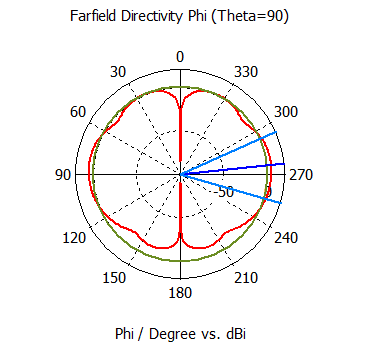 Farfield Directivity Phi (Theta=90)
0
30 330
60 300
90 -50 0 270
120 240
150 210
180
Phi / Degree vs. dBi